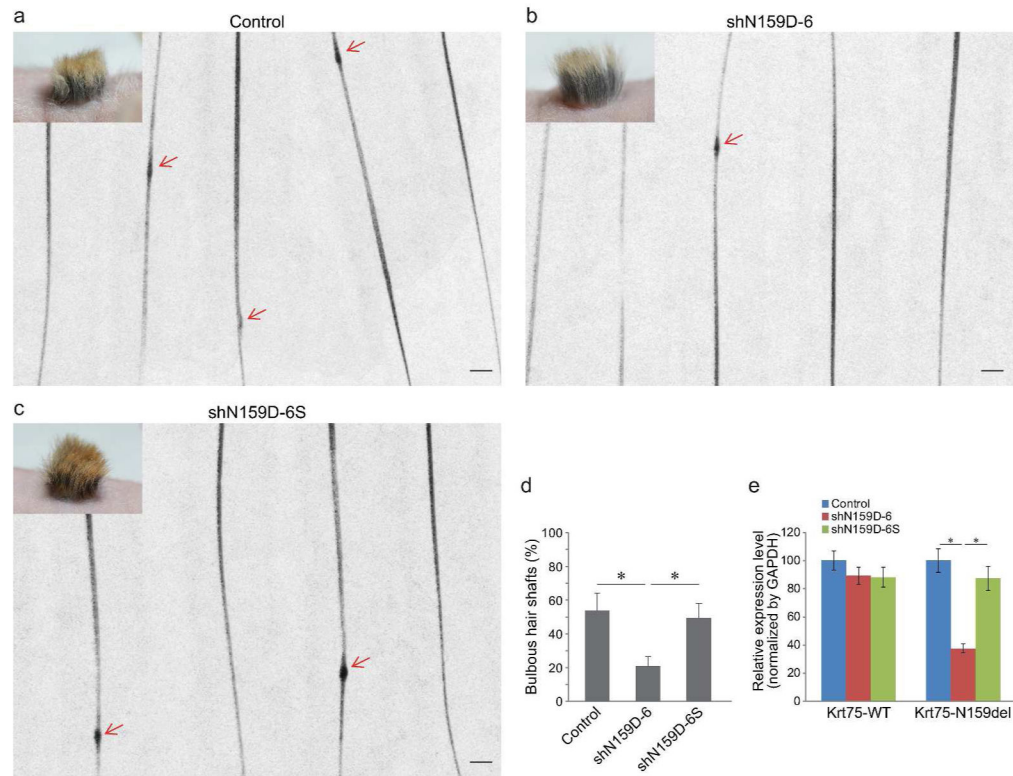 a
Control
b
shN159D-6
c
shN159D-6S
d
Bulbous hair shafts (%)
100
80
60
40
20
0
*
*
Control
shN159D-6
shN159D-6S
e
Control
shN159D-6
shN159D-6S
Relative expression level
(normalized by GAPDH)
120
100
80
60
40
20
0
*
*
Krt75-WT
Krt75-N159del